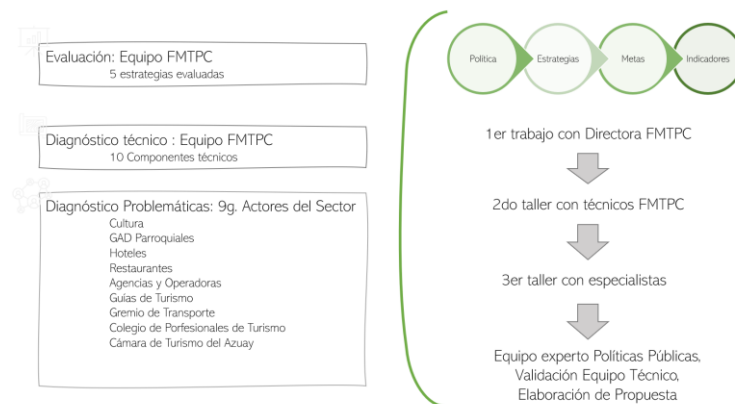 Evaluación: Equipo FMTPC
5 estrategias evaluadas
Diagnóstico técnico : Equipo FMTPC
10 Componentes técnicos
Diagnóstico Problemáticas: 9g. Actores del Sector
Cultura
GAD Parroquiales
Hoteles
Restaurantes
Agencias y Operadoras
Guías de Turismo
Gremio de Transporte
Colegio de Porfesionales de Turismo
Cámara de Turismo del Azuay
Política
Estrategias
Metas
Indicadores
1er trabajo con Directora FMTPC
2do taller con técnicos FMTPC
3er taller con especialistas
Equipo experto Políticas Públicas,
Validación Equipo Técnico,
Elaboración de Propuesta